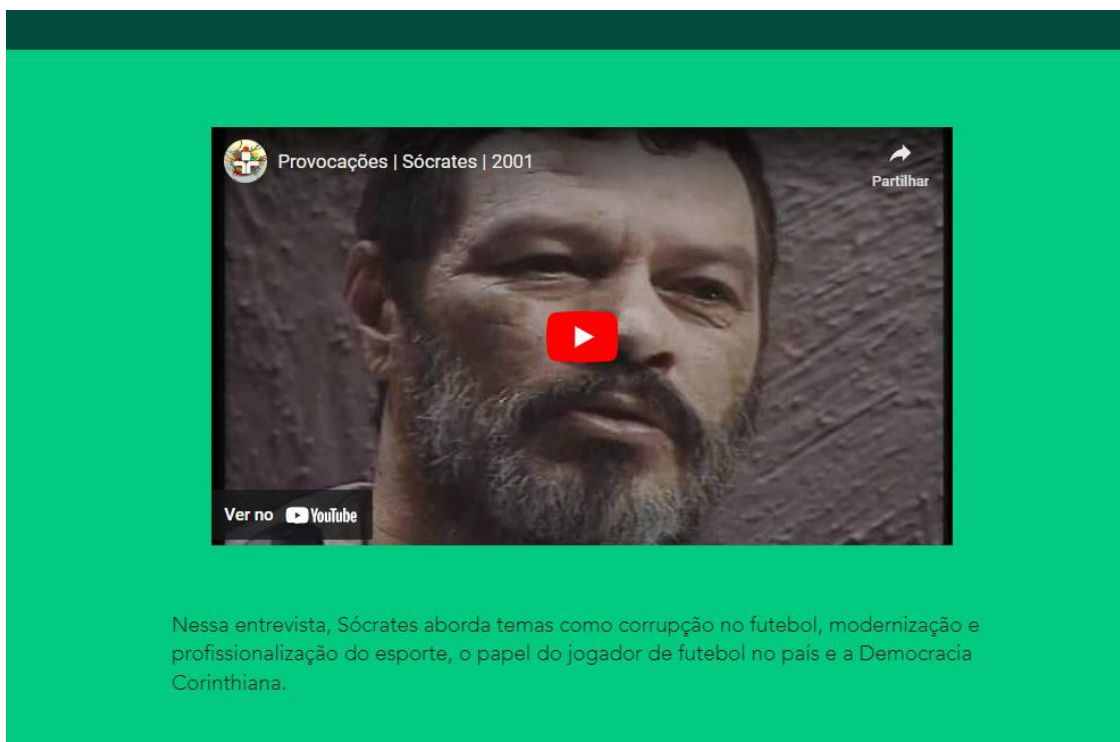 Provocações | Sócrates | 2001
Partilhar
Ver no YouTube
Nessa entrevista, Sócrates aborda temas como corrupção no futebol, modernização e
profissionalização do esporte, o papel do jogador de futebol no país e a Democracia
Corinthiana.